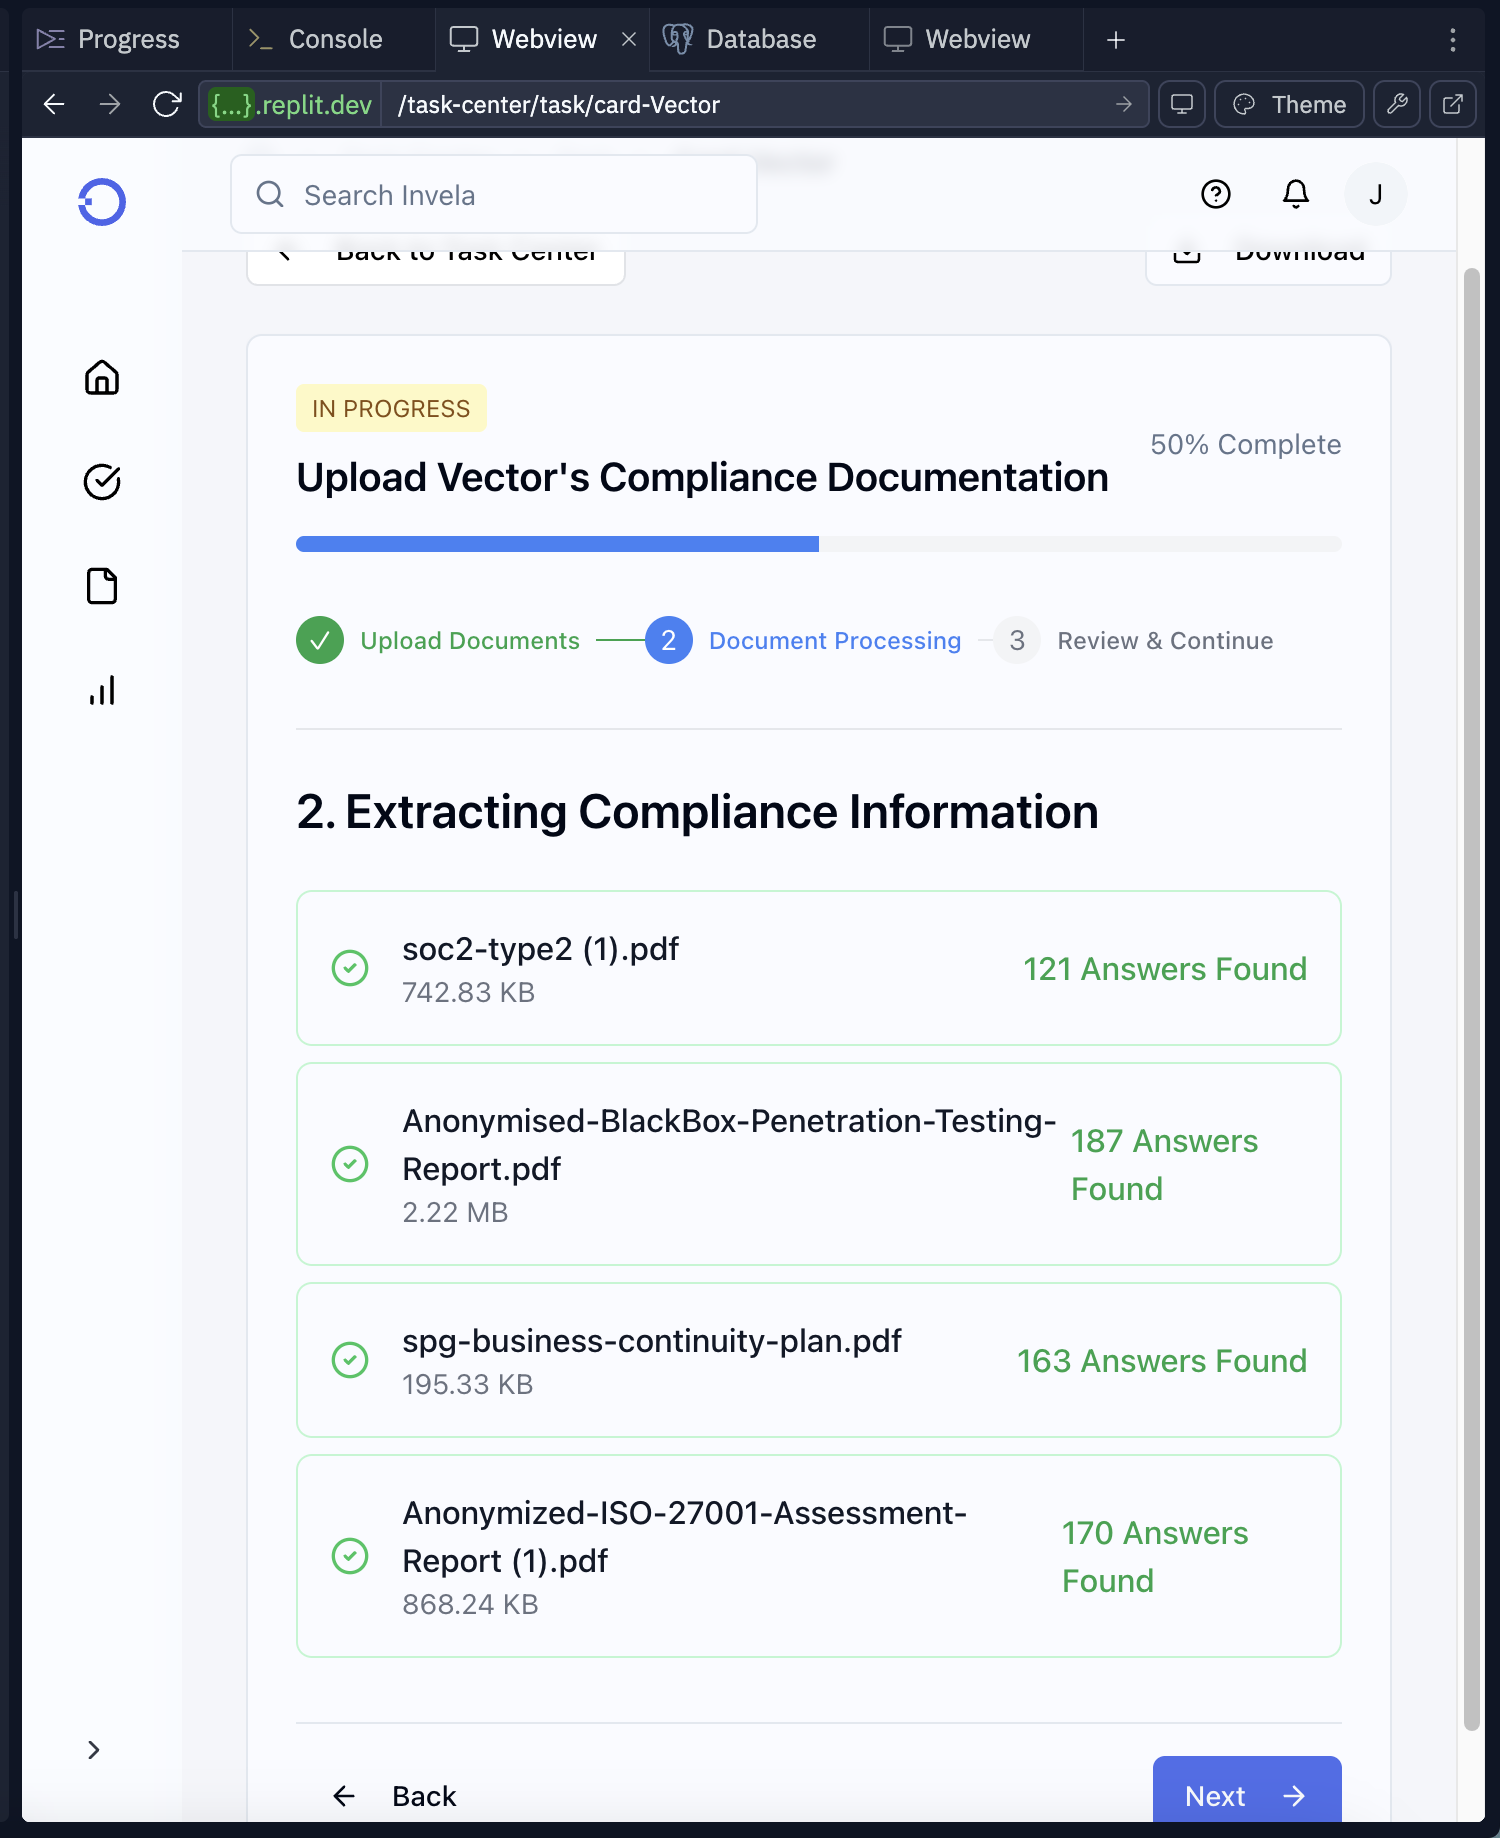 Progress
Console
Webview
Database
Webview
{...}.replit.dev
/task-center/task/card-Vector
Theme
Search Invela
J
Back to Task Center
Download
IN PROGRESS
50% Complete
Upload Vector's Compliance Documentation
Upload Documents
2
Document Processing
3
Review & Continue
2. Extracting Compliance Information
soc2-type2 (1).pdf
742.83 KB
121 Answers Found
Anonymised-BlackBox-Penetration-Testing-
Report.pdf
2.22 MB
187 Answers
Found
spg-business-continuity-plan.pdf
195.33 KB
163 Answers Found
Anonymized-ISO-27001-Assessment-
Report (1).pdf
868.24 KB
170 Answers
Found
Back
Next